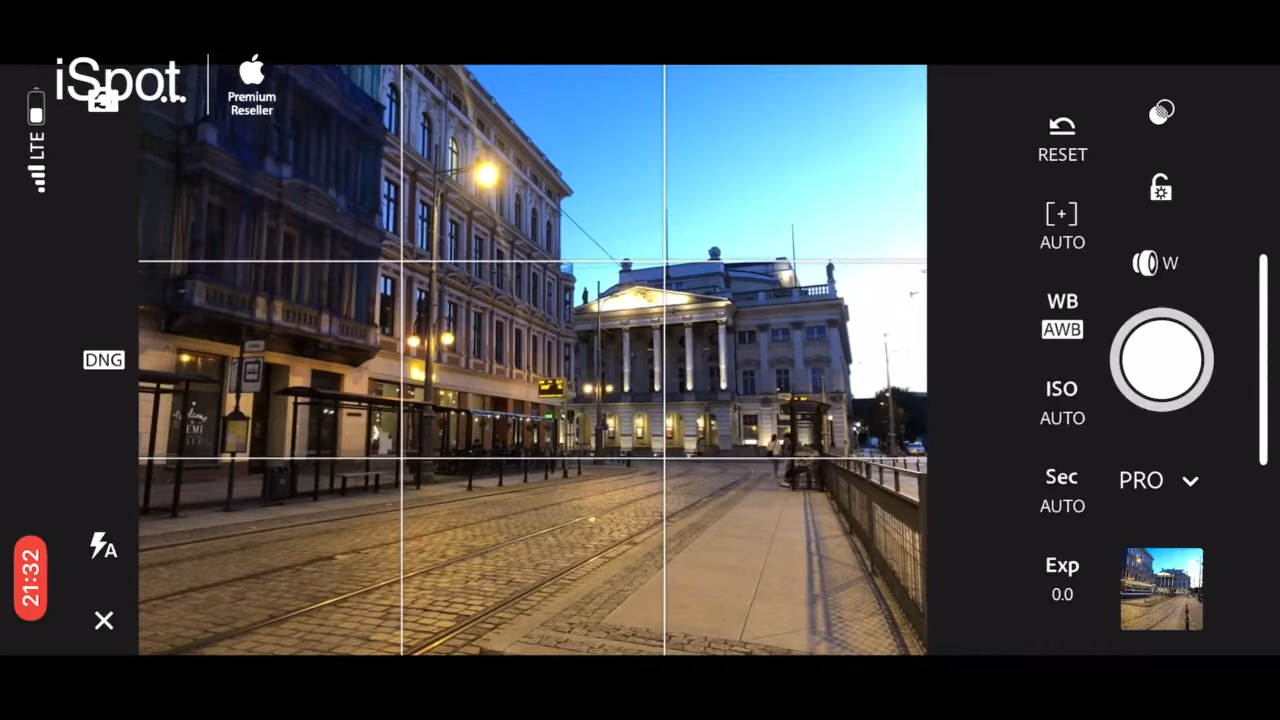 iSpot
Premium
Reseller
LTE
DNG
A
21:32
RESET
[+]
AUTO
WB
AWB
ISO
AUTO
Sec
AUTO
Exp
0.0
W
PRO